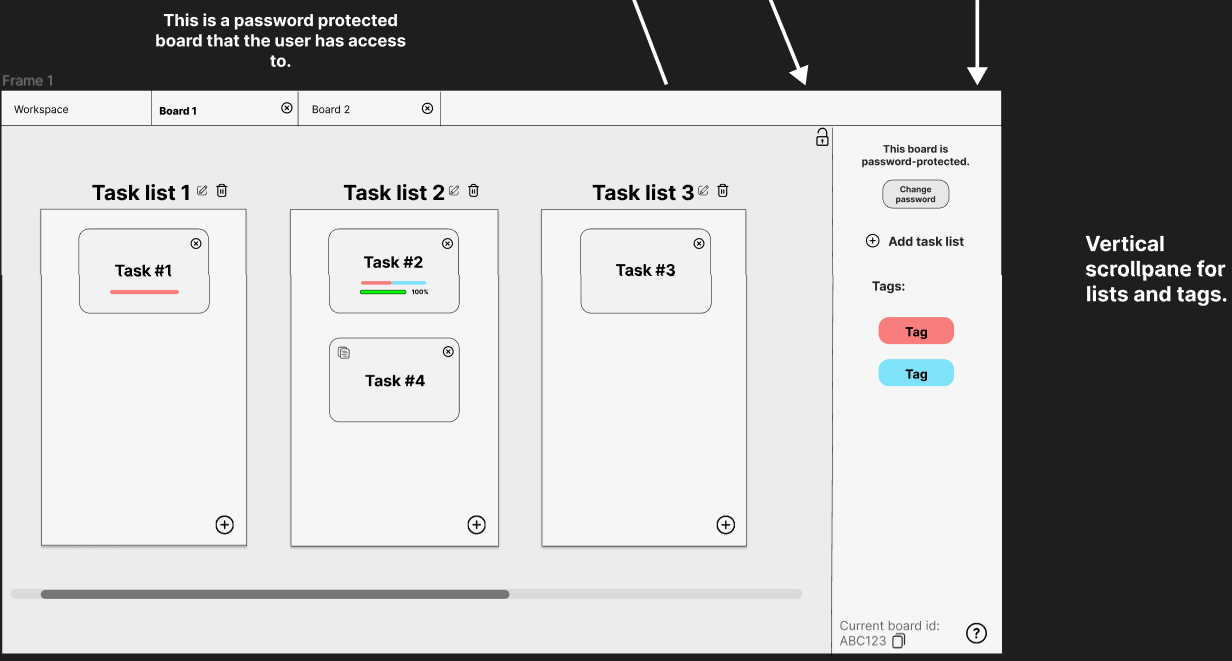 This is a password protected
board that the user has access
to.
Frame 1
Workspace
Board 1
Board 2
Task list 1
Task list 2
Task list 3
Task #1
Task #2
100%
Task #3
Task #4
This board is
password-protected.
Change
password
Add task list
Tags:
Tag
Tag
Current board id:
ABC123
?
Vertical
scrollpane for
lists and tags.